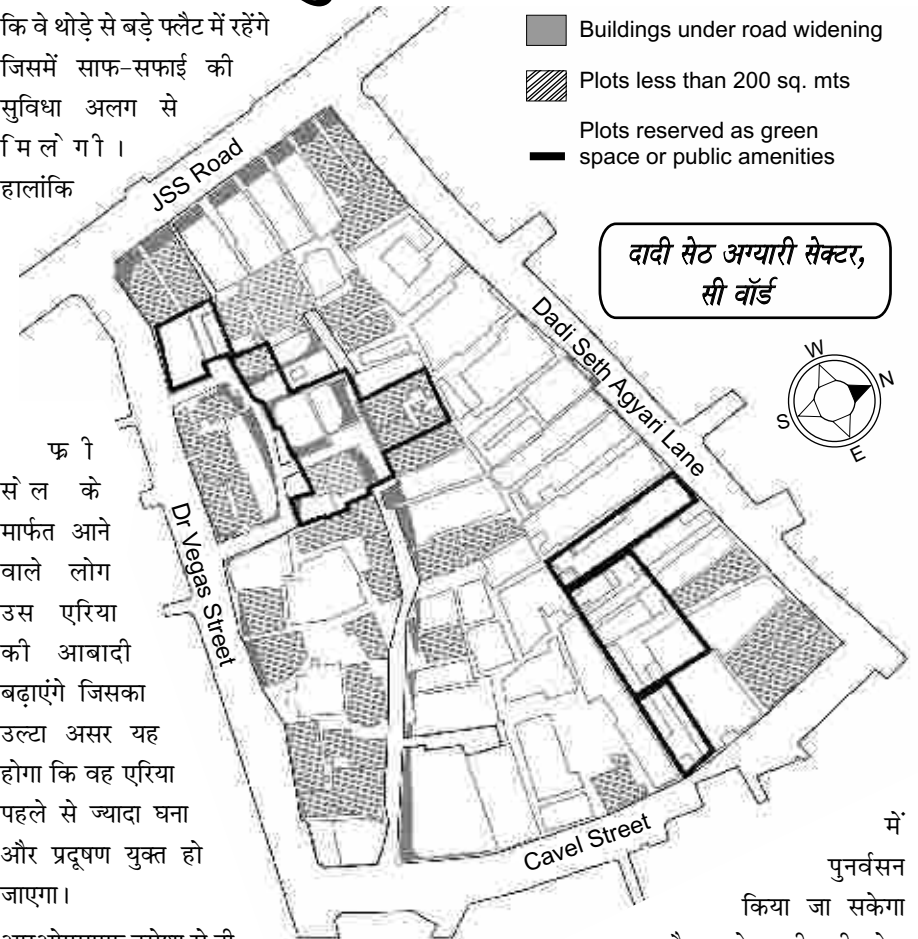 कि वे थोड़े से बड़े फ्लैट में रहेंगे
जिसमें साफ-सफाई की
सुविधा अलग से
मिलेगी।
हालांकि
Buildings under road widening
Plots less than 200 sq. mts
Plots reserved as green
space or public amenities
JSS Road
दादी सेठ अग्यारी सेक्टर,
सी वॉर्ड
Dadi Seth Agyari Lane
W
N
S
E
Dr Vegas Street
Cavel Street
फ्री
सेल के
मार्फत आने
वाले लोग
उस एरिया
की आबादी
बढ़ाएंगे जिसका
उल्टा असर यह
होगा कि वह एरिया
पहले से ज्यादा घना
और प्रदूषण युक्त हो
जाएगा।
में
पुनर्वसन
किया जा सकेगा